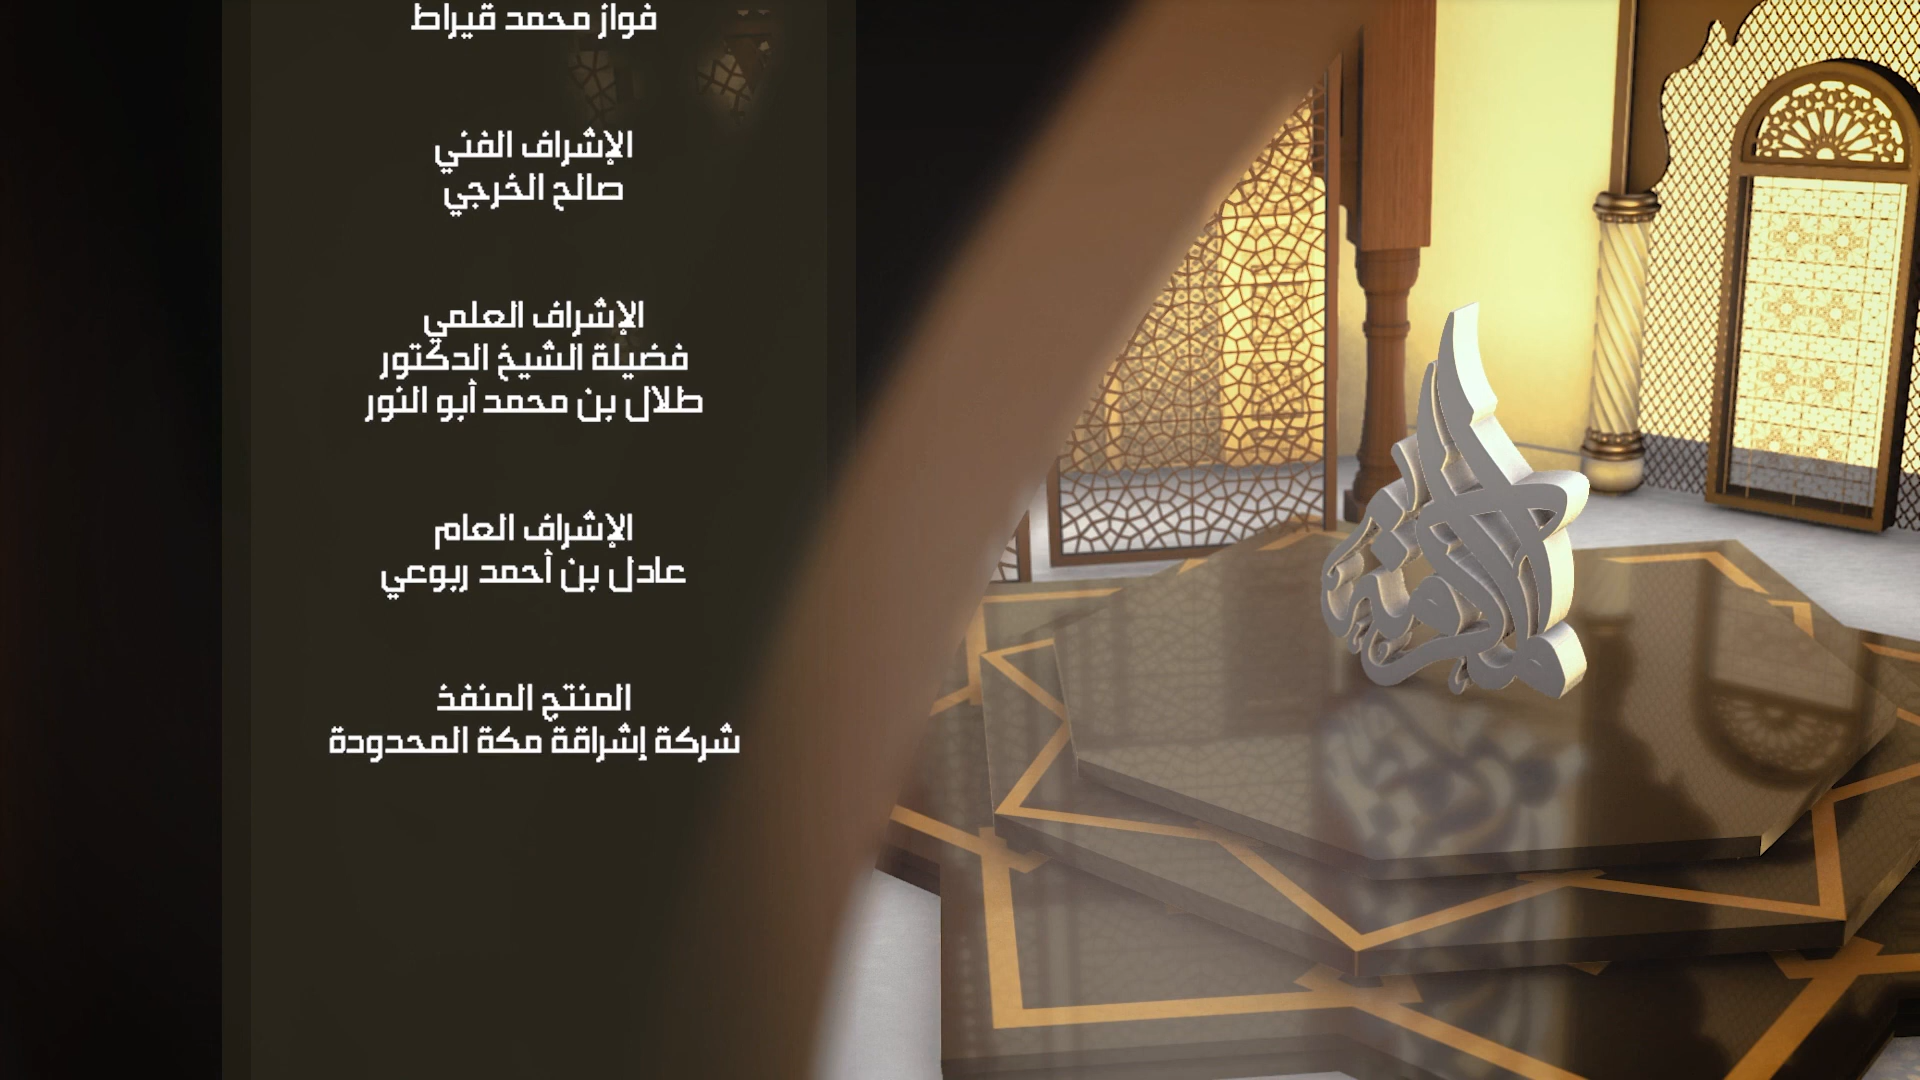 فواز محمد قيراط
الإشراف الفني
صالح الخرجي
الإشراف العلمي
فضيلة الشيخ الدكتور
طلال بن محمد أبو النور
الإشراف العام
عادل بن أحمد ربوعي
المنتج المنفذ
شركة إشراقة مكة المحدودة